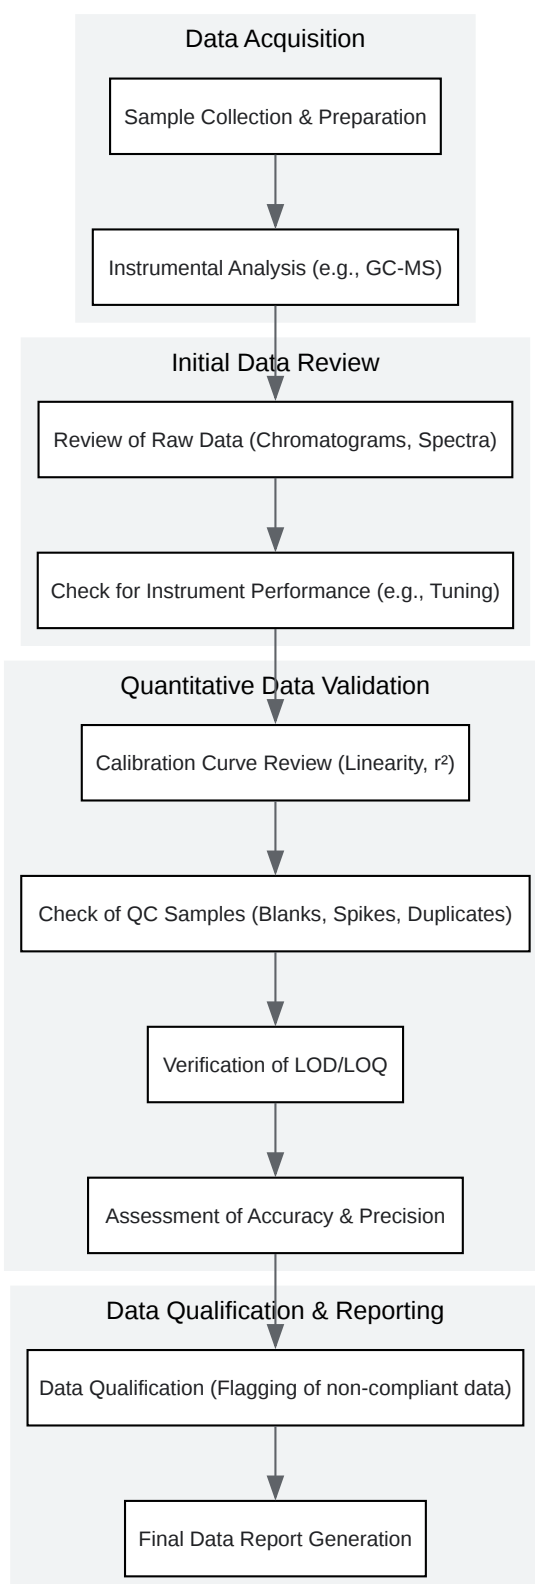 Data Acquisition
Sample Collection & Preparation
Instrumental Analysis (e.g., GC-MS)
Initial Data Review
Review of Raw Data (Chromatograms, Spectra)
Check for Instrument Performance (e.g., Tuning)
Quantitative Data Validation
Calibration Curve Review (Linearity, r²)
Check of QC Samples (Blanks, Spikes, Duplicates)
Verification of LOD/LOQ
Assessment of Accuracy & Precision
Data Qualification & Reporting
Data Qualification (Flagging of non-compliant data)
Final Data Report Generation